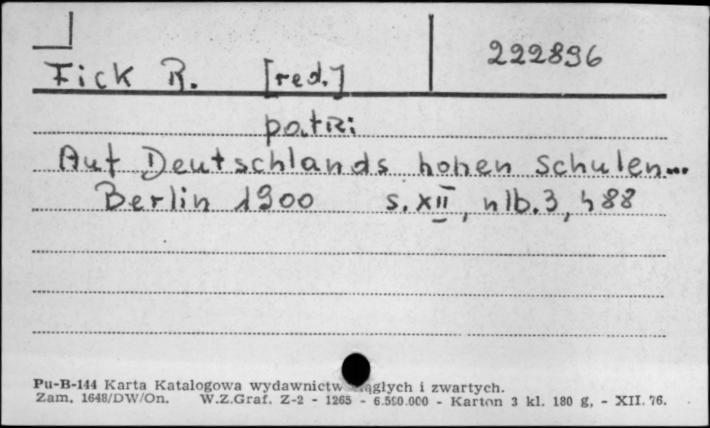 222896
Fick R. [red.]
patrz:
Auf Deutschlands hohen Schulen...
Berlin 1900 s. XII, nlb. 3, 488
Pu-B-144 Karta Katalogowa wydawnictw ciągłych i zwartych.
Zam. 1648/DW/On. W.Z.Graf. Z-2 - 1265 - 6.500.000 - Karton 3 kl. 180 g. - XII. 76.